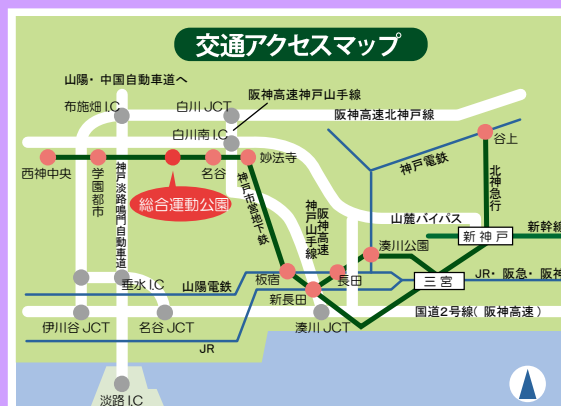 交通アクセスマップ
山陽・中国自動車道へ
阪神高速神戸山手線
布施畑 I.C
白川 JCT
阪神高速北神戸線
白川南 I.C
谷上
西神中央
学園都市
名谷
妙法寺
神戸電鉄
北神急行
総合運動公園
神戸淡路鳴門自動車道
神戸市営地下鉄
阪神高速
神戸山手線
山麓バイパス
新神戸
新幹線
湊川公園
垂水 I.C
山陽電鉄
板宿
長田
三宮
JR・阪急・阪神
新長田
伊川谷 JCT
名谷 JCT
湊川 JCT
国道2号線(阪神高速)
JR
淡路 I.C